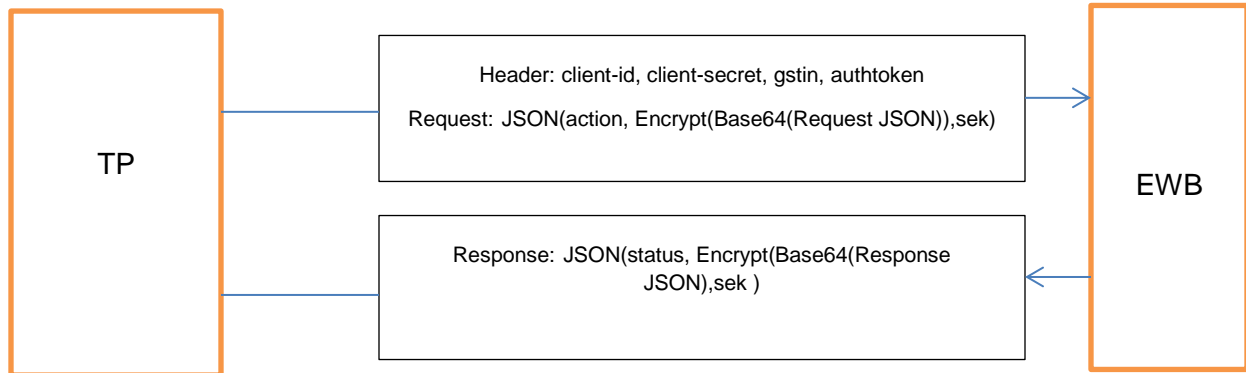 TP
Header: client-id, client-secret, gstin, authtoken
Request: JSON(action, Encrypt(Base64(Request JSON)),sek)
Response: JSON(status, Encrypt(Base64(Response
JSON),sek )
EWB